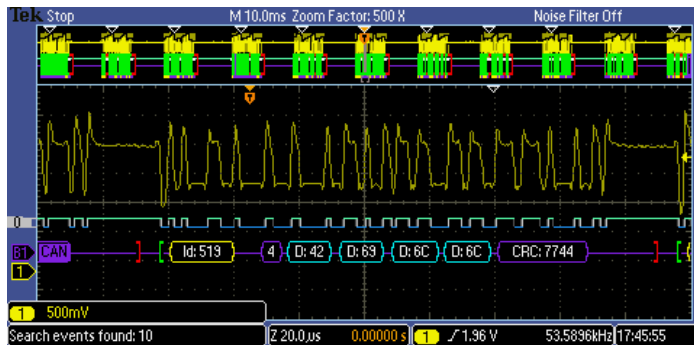 Tek Stop M 10.0ms Zoom Factor: 500 X Noise Filter Off
T
T
D
B1 CAN Id: 519 4 D: 42 D: 69 D: 6C D: 6C CRC: 7744
1
1 500mV
Search events found: 10 Z 20.0µs 0.00000 s 1 1.96 V 53.5896kHz 17:45:55